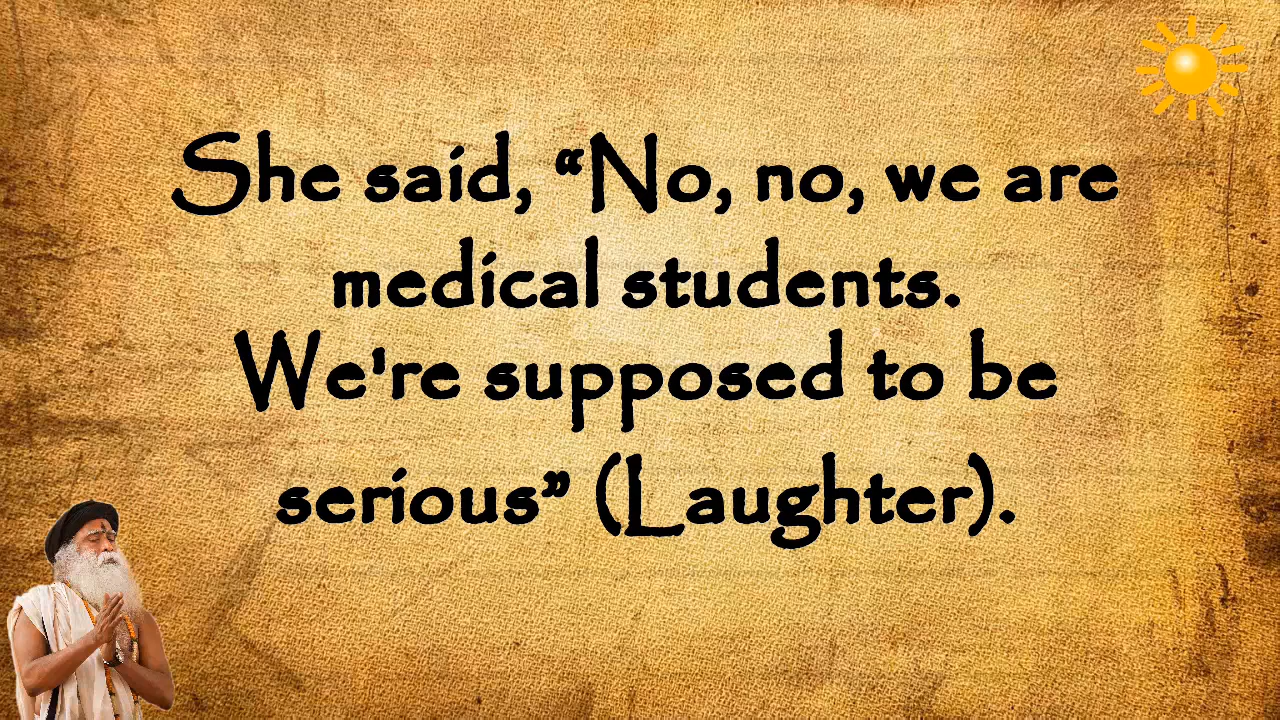 She said, “No, no, we are
medical students.
We're supposed to be
serious” (Laughter).